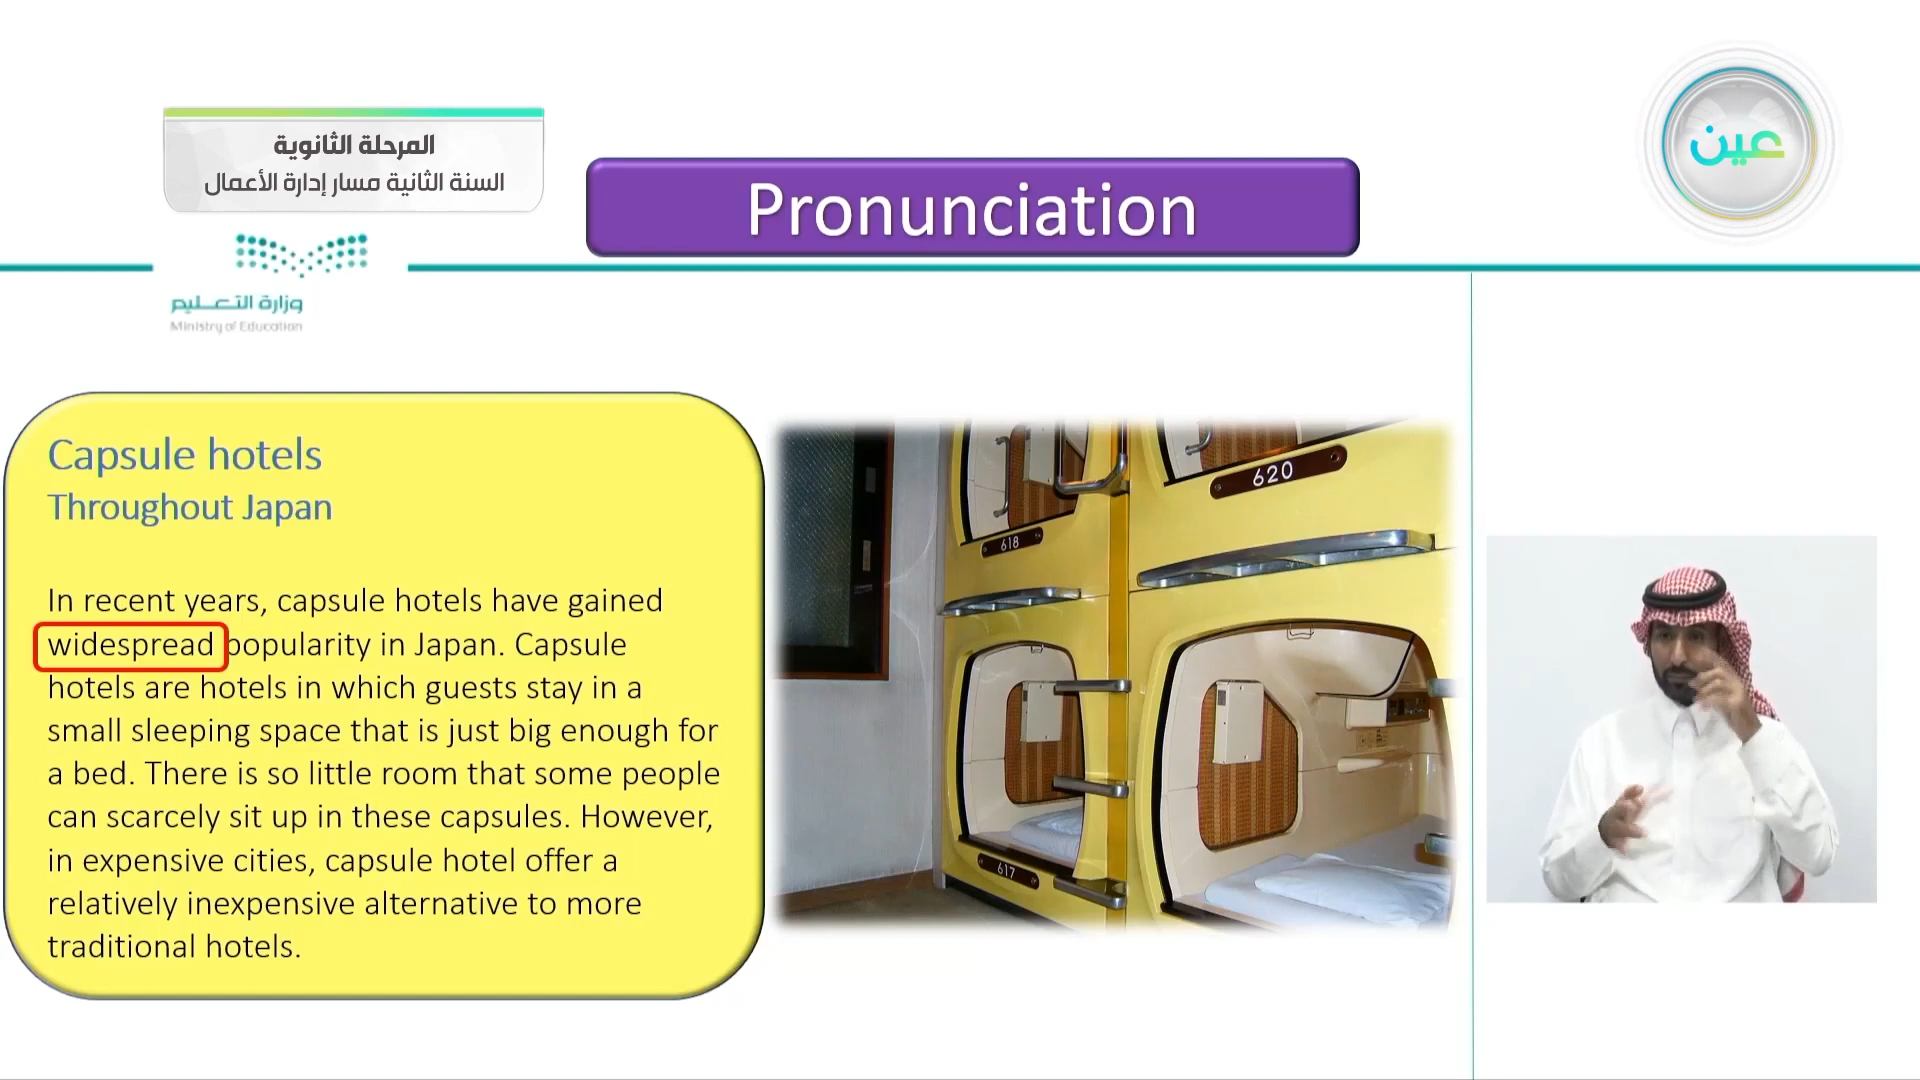 المرحلة الثانوية
السنة الثانية مسار إدارة الأعمال
عين
Pronunciation
وزارة التعليم
Ministry of Education
Capsule hotels
Throughout Japan
In recent years, capsule hotels have gained
widespread popularity in Japan. Capsule
hotels are hotels in which guests stay in a
small sleeping space that is just big enough for
a bed. There is so little room that some people
can scarcely sit up in these capsules. However,
in expensive cities, capsule hotel offer a
relatively inexpensive alternative to more
traditional hotels.
620
618
617